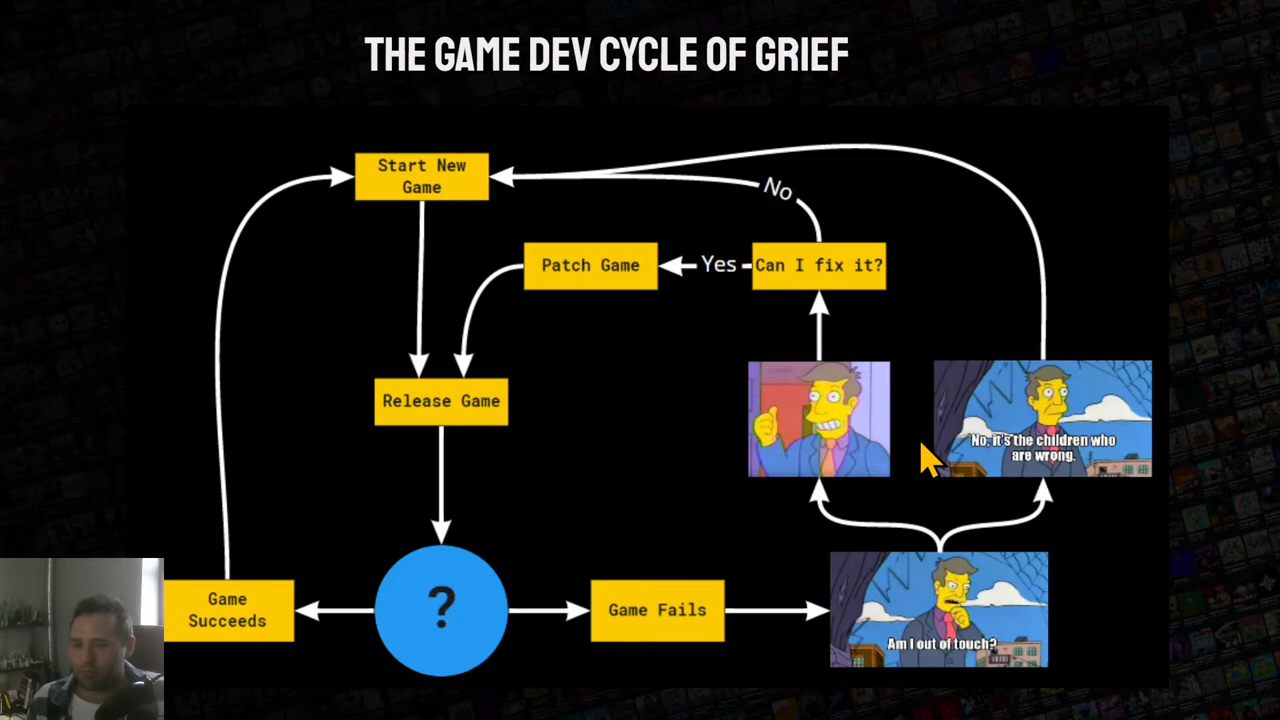 THE GAME DEV CYCLE OF GRIEF
Start New
Game
No
Patch Game
Yes
Can I fix it?
Release Game
No, it's the children who
are wrong.
Game
Succeeds
?
Game Fails
Am I out of touch?